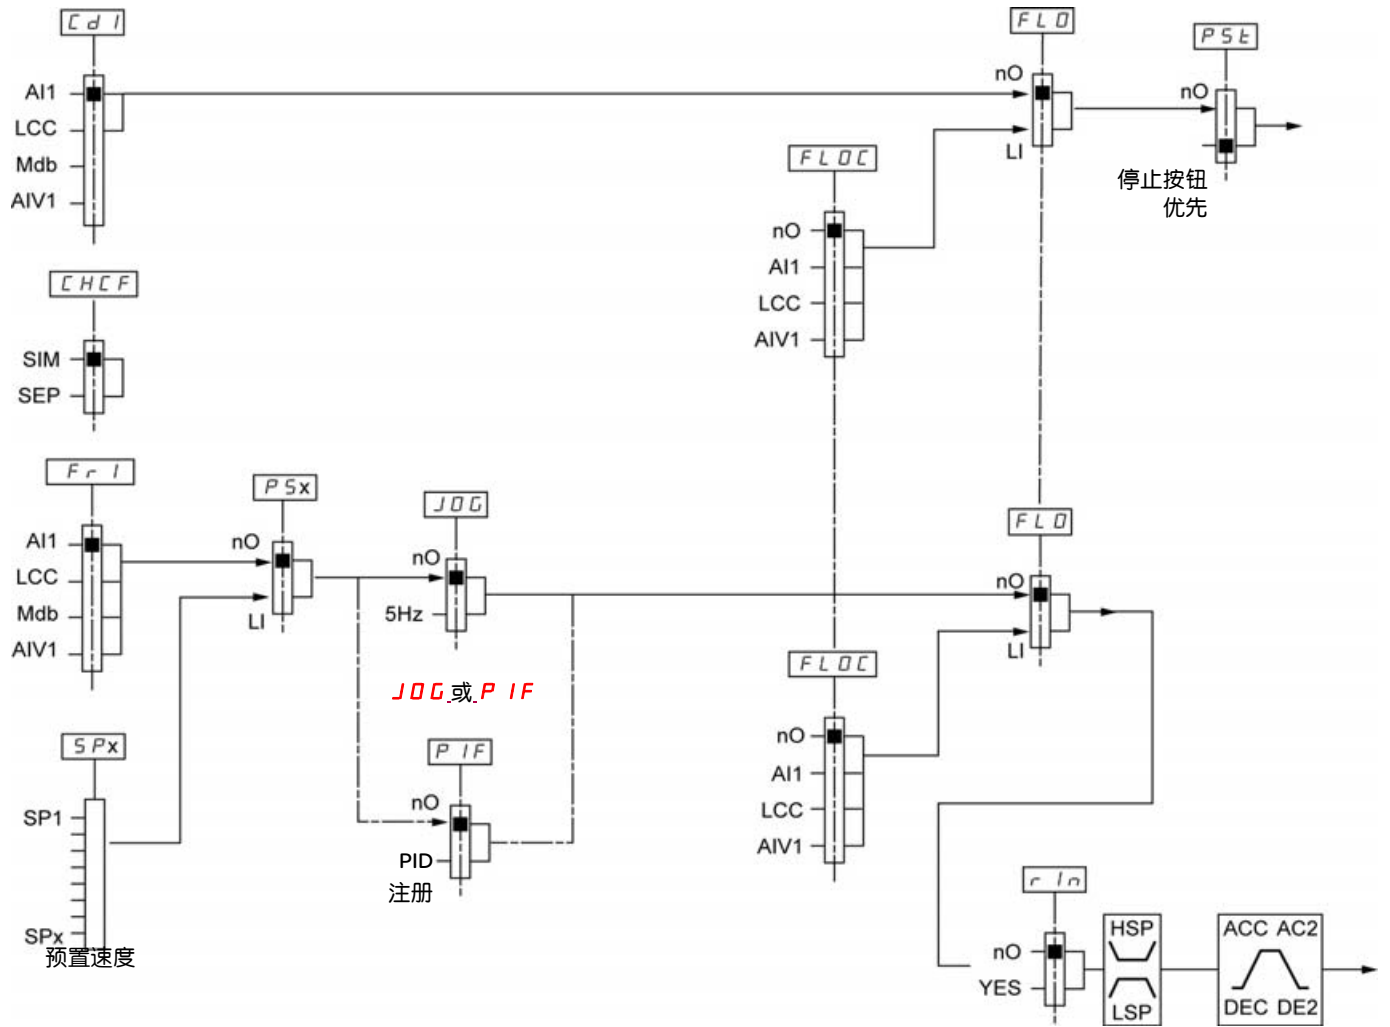 Cd1
AI1
LCC
Mdb
AIV1
FLO
nO
LI
PSt
nO
停止按钮
优先
FLOC
nO
AI1
LCC
AIV1
CHCF
SIM
SEP
Fr1
AI1
LCC
Mdb
AIV1
PSx
nO
LI
JOG
nO
5Hz
JOG 或 PIF
PIF
nO
PID
注册
SPx
SP1
SPx
预置速度
FLO
nO
LI
FLOC
nO
AI1
LCC
AIV1
rIn
nO
YES
HSP
LSP
ACC AC2
DEC DE2